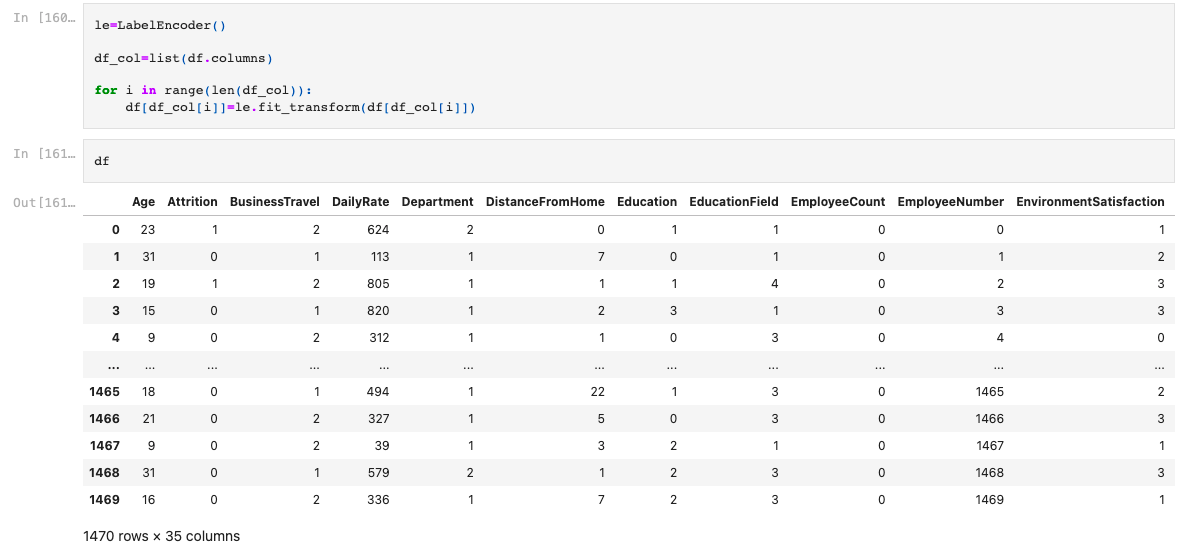 In [160…
le=LabelEncoder()
df_col=list(df.columns)
for i in range(len(df_col)):
    df[df_col[i]]=le.fit_transform(df[df_col[i]])
In [161…
df
Out[161…
Age Attrition BusinessTravel DailyRate Department DistanceFromHome Education EducationField EmployeeCount EmployeeNumber EnvironmentSatisfaction
0 23 1 2 624 2 0 1 1 0 0 1
1 31 0 1 113 1 7 0 1 0 1 2
2 19 1 2 805 1 1 1 4 0 2 3
3 15 0 1 820 1 2 3 1 0 3 3
4 9 0 2 312 1 1 0 3 0 4 0
... ... ... ... ... ... ... ... ... ... ... ...
1465 18 0 1 494 1 22 1 3 0 1465 2
1466 21 0 2 327 1 5 0 3 0 1466 3
1467 9 0 2 39 1 3 2 1 0 1467 1
1468 31 0 1 579 2 1 2 3 0 1468 3
1469 16 0 2 336 1 7 2 3 0 1469 1
1470 rows × 35 columns